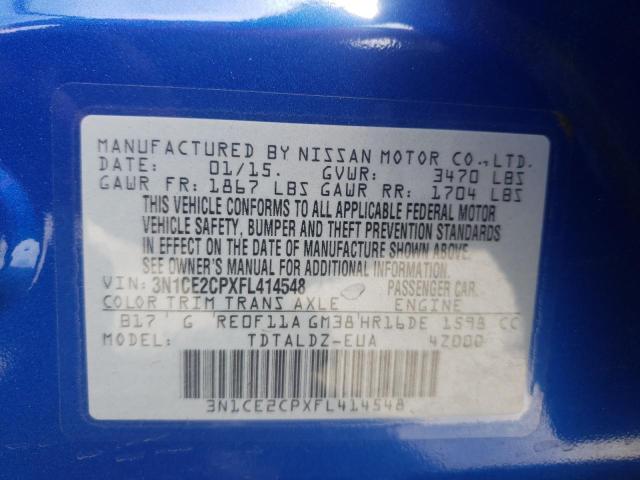 MANUFACTURED BY NISSAN MOTOR CO.,LTD.
DATE: 01/15. GVWR: 3470 LBS
GAWR FR: 1867 LBS GAWR RR: 1704 LBS
THIS VEHICLE CONFORMS TO ALL APPLICABLE FEDERAL MOTOR
VEHICLE SAFETY, BUMPER AND THEFT PREVENTION STANDARDS
IN EFFECT ON THE DATE OF MANUFACTURE SHOWN ABOVE.
SEE OWNER'S MANUAL FOR ADDITIONAL INFORMATION.
VIN: 3N1CE2CPXFL414548 PASSENGER CAR.
COLOR TRIM TRANS AXLE ENGINE
B17 G RE0F11A GM38 HR16DE 1598 CC
MODEL: TDTALDZ-EUA 4Z000
3N1CE2CPXFL414548